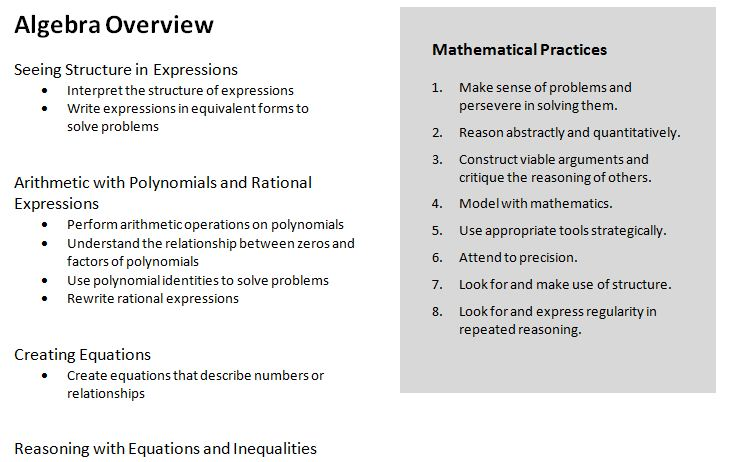 Algebra Overview
Seeing Structure in Expressions
• Interpret the structure of expressions
• Write expressions in equivalent forms to
solve problems
Arithmetic with Polynomials and Rational
Expressions
• Perform arithmetic operations on polynomials
• Understand the relationship between zeros and
factors of polynomials
• Use polynomial identities to solve problems
• Rewrite rational expressions
Creating Equations
• Create equations that describe numbers or
relationships
Reasoning with Equations and Inequalities
Mathematical Practices
1. Make sense of problems and
persevere in solving them.
2. Reason abstractly and quantitatively.
3. Construct viable arguments and
critique the reasoning of others.
4. Model with mathematics.
5. Use appropriate tools strategically.
6. Attend to precision.
7. Look for and make use of structure.
8. Look for and express regularity in
repeated reasoning.